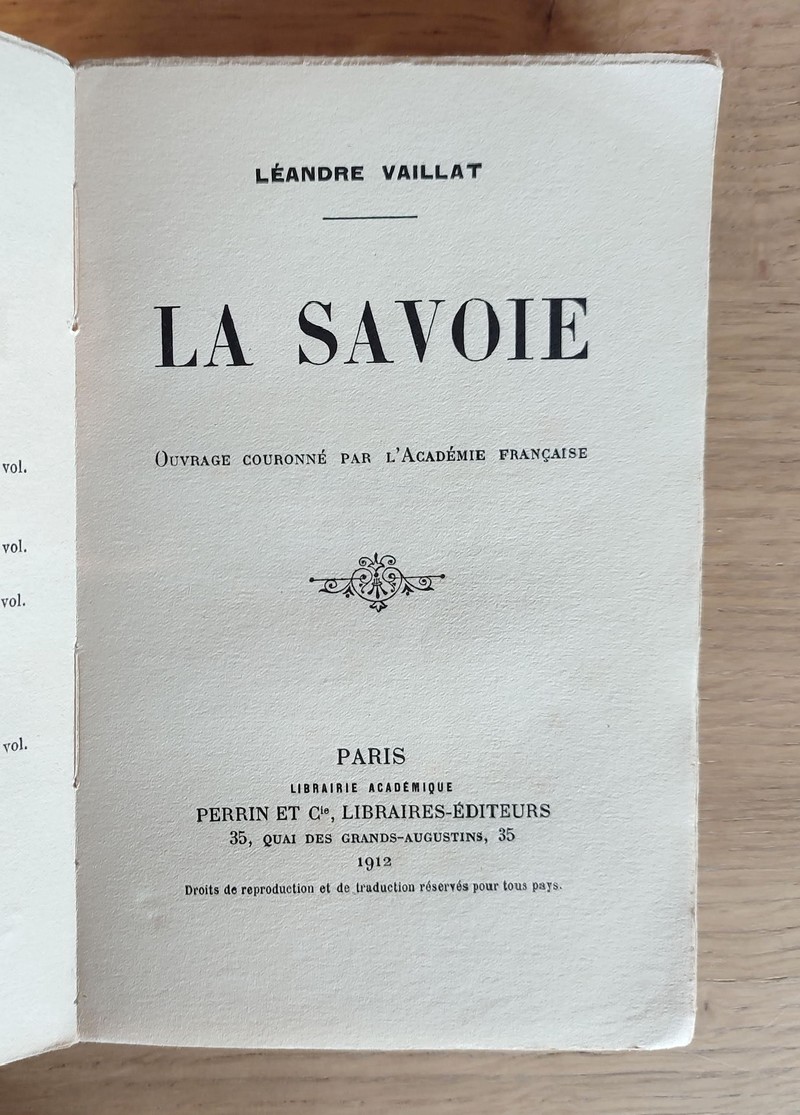 vol.
vol.
vol.
vol.
LÉANDRE VAILLAT
LA SAVOIE
OUVRAGE COURONNÉ PAR L'ACADÉMIE FRANÇAISE
PARIS
LIBRAIRIE ACADÉMIQUE
PERRIN ET Cie, LIBRAIRES-ÉDITEURS
35, QUAI DES GRANDS-AUGUSTINS, 35
1912
Droits de reproduction et de traduction réservés pour tous pays.